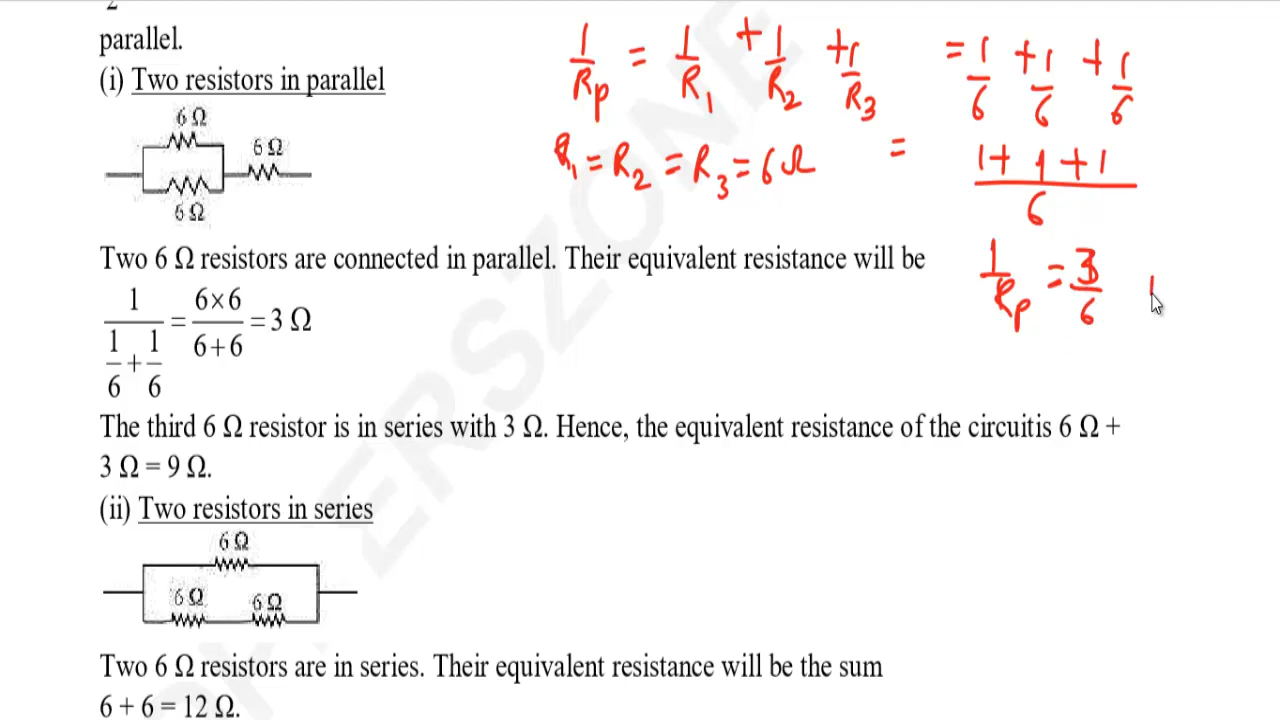 parallel.
(i) Two resistors in parallel
6 Ω
6 Ω
6 Ω
1/Rp = 1/R1 + 1/R2 + 1/R3 = 1/6 + 1/6 + 1/6
R1 = R2 = R3 = 6Ω = 1 + 1 + 1 / 6
1/Rp = 3/6
Two 6 Ω resistors are connected in parallel. Their equivalent resistance will be
1 / (1/6 + 1/6) = 6×6 / 6+6 = 3 Ω
The third 6 Ω resistor is in series with 3 Ω. Hence, the equivalent resistance of the circuitis 6 Ω +
3 Ω = 9 Ω.
(ii) Two resistors in series
6 Ω
6 Ω 6 Ω
Two 6 Ω resistors are in series. Their equivalent resistance will be the sum
6 + 6 = 12 Ω.